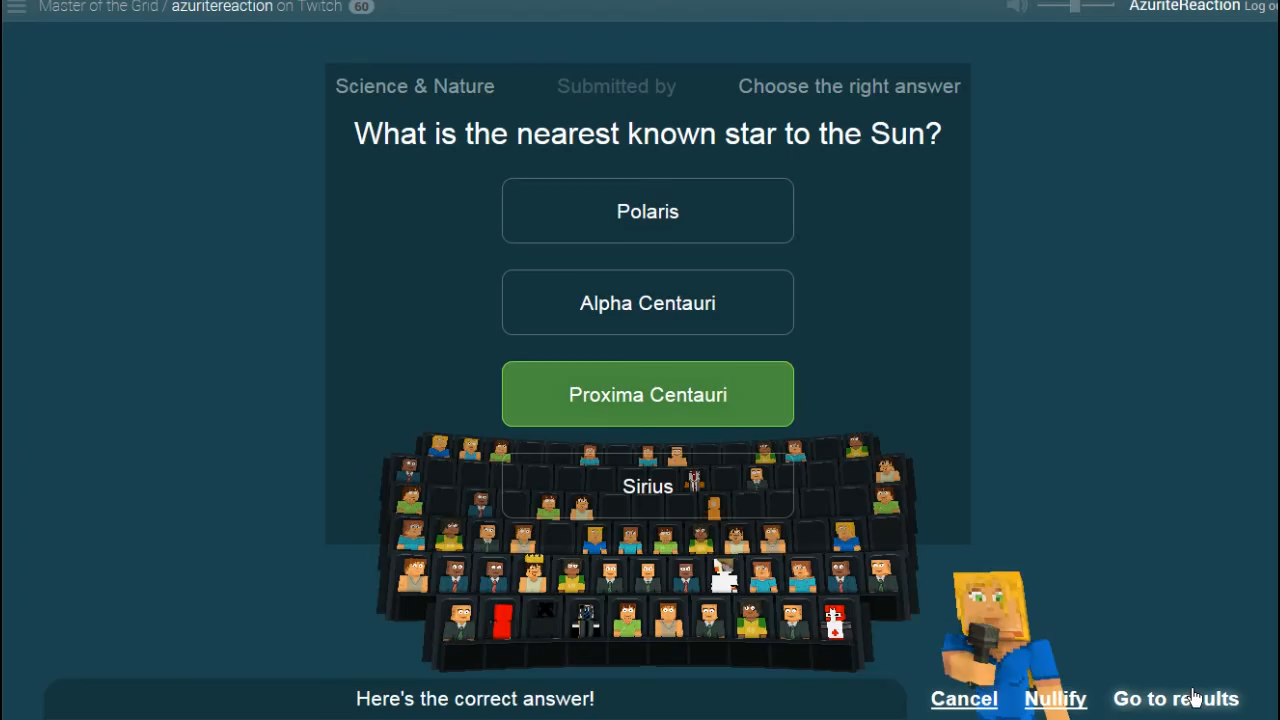 Master of the Grid / azuritereaction on Twitch 60
AzuriteReaction Log o
Science & Nature Submitted by Choose the right answer
What is the nearest known star to the Sun?
Polaris
Alpha Centauri
Proxima Centauri
Sirius
Here's the correct answer!
Cancel Nullify Go to results